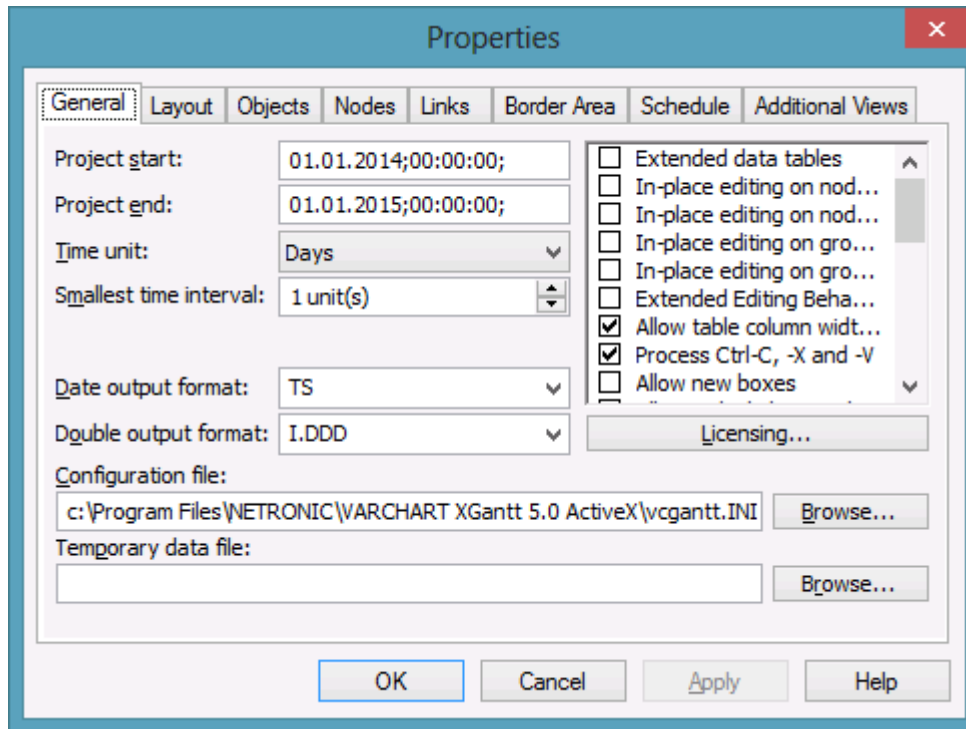 Properties
General Layout Objects Nodes Links Border Area Schedule Additional Views
Project start: 01.01.2014;00:00:00;
Project end: 01.01.2015;00:00:00;
Time unit: Days
Smallest time interval: 1 unit(s)
Date output format: TS
Double output format: I.DDD
Extended data tables
In-place editing on nod...
In-place editing on nod...
In-place editing on gro...
In-place editing on gro...
Extended Editing Beha...
Allow table column widt...
Process Ctrl-C, -X and -V
Allow new boxes
Licensing...
Configuration file:
c:\Program Files\NETRONIC\VARCHART XGantt 5.0 ActiveX\vcgantt.INI Browse...
Temporary data file:
Browse...
OK Cancel Apply Help